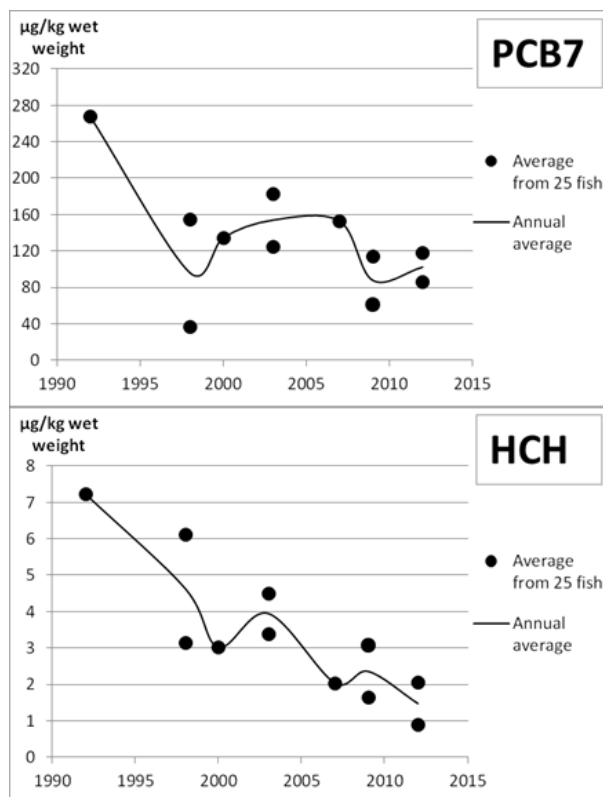 µg/kg wet
weight
PCB7
320
280
240
200
160
120
80
40
0
1990 1995 2000 2005 2010 2015
Average
from 25 fish
Annual
average
µg/kg wet
weight
HCH
8
7
6
5
4
3
2
1
0
1990 1995 2000 2005 2010 2015
Average
from 25 fish
Annual
average